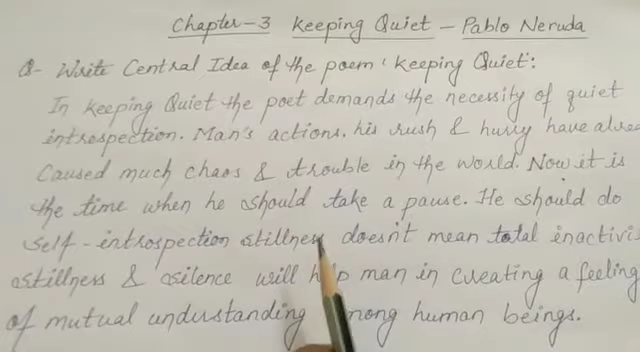 Chapter-3 Keeping Quiet - Pablo Neruda
Q- Write Central Idea of the poem 'Keeping Quiet':
In Keeping Quiet the poet demands the necessity of quiet
introspection. Man's actions, his rush & hurry have
Caused much chaos & trouble in the world. Now it is
the time when he should take a pause. He should do
self-introspection stillness doesn't mean total
stillness & silence will man in creating a feeling
of mutual understanding human beings.